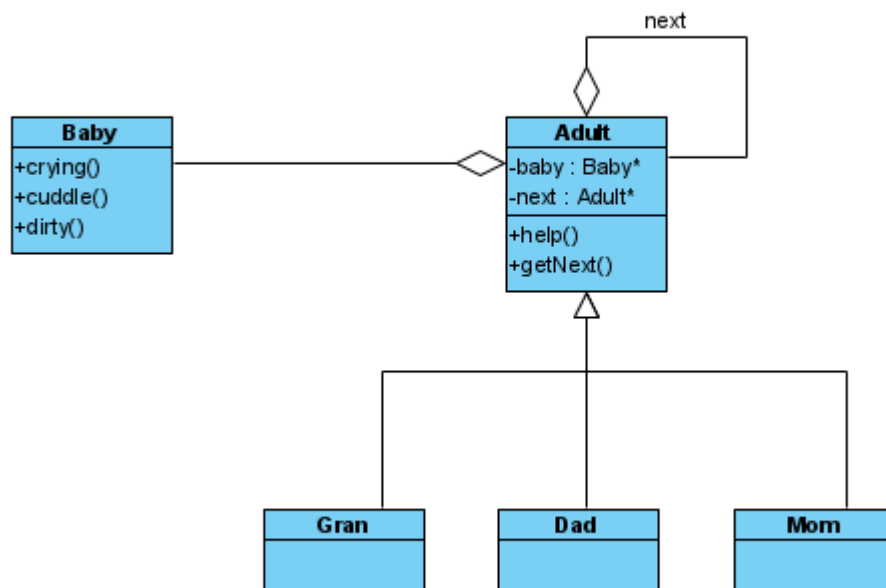 next
Baby
+crying()
+cuddle()
+dirty()
Adult
-baby : Baby*
-next : Adult*
+help()
+getNext()
Gran
Dad
Mom